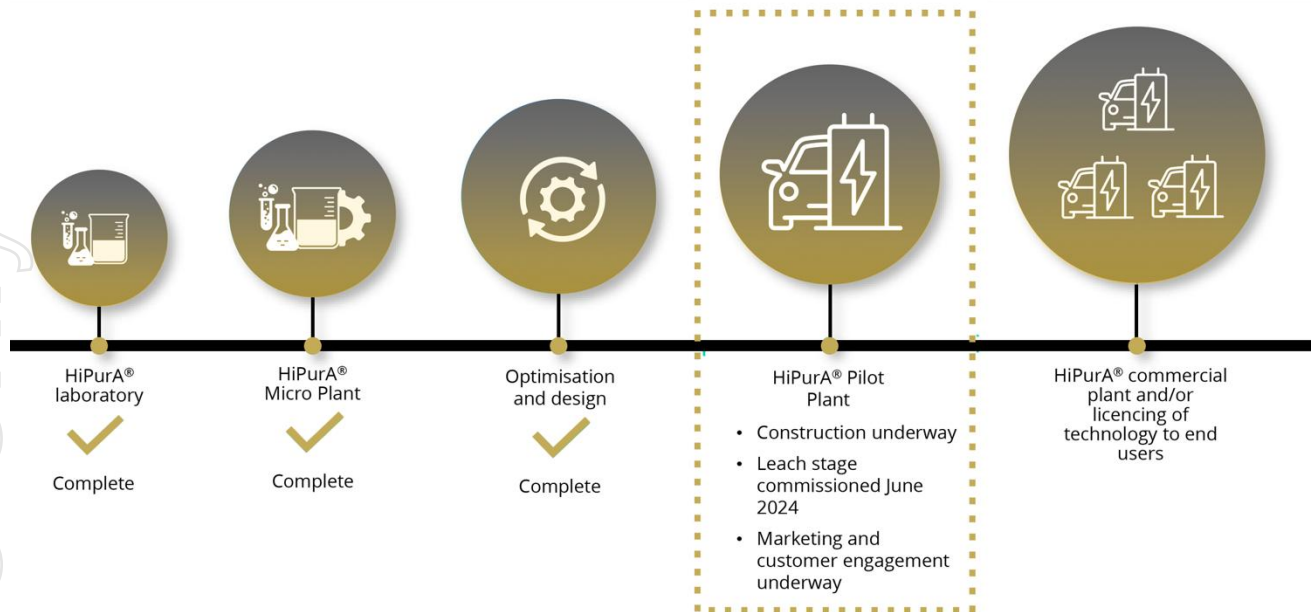 HiPurA®
laboratory
Complete
HiPurA®
Micro Plant
Complete
Optimisation
and design
Complete
HiPurA® Pilot
Plant
• Construction underway
• Leach stage
commissioned June
2024
• Marketing and
customer engagement
underway
HiPurA® commercial
plant and/or
licencing of
technology to end
users